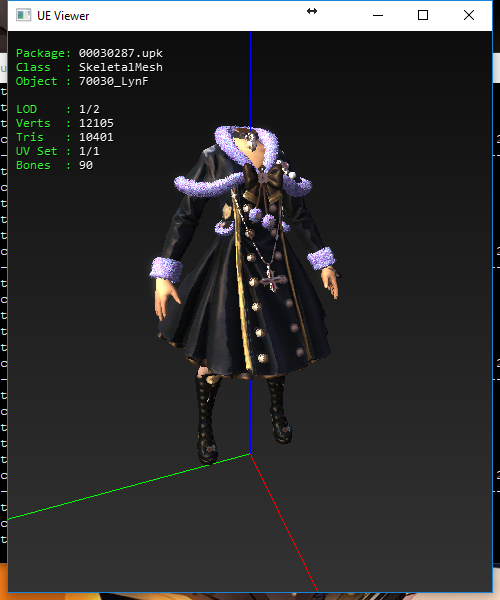 UE Viewer
Package: 00030287.upk
Class : SkeletalMesh
Object : 70030_LynF
LOD : 1/2
Verts : 12105
Tris : 10401
UV Set : 1/1
Bones : 90